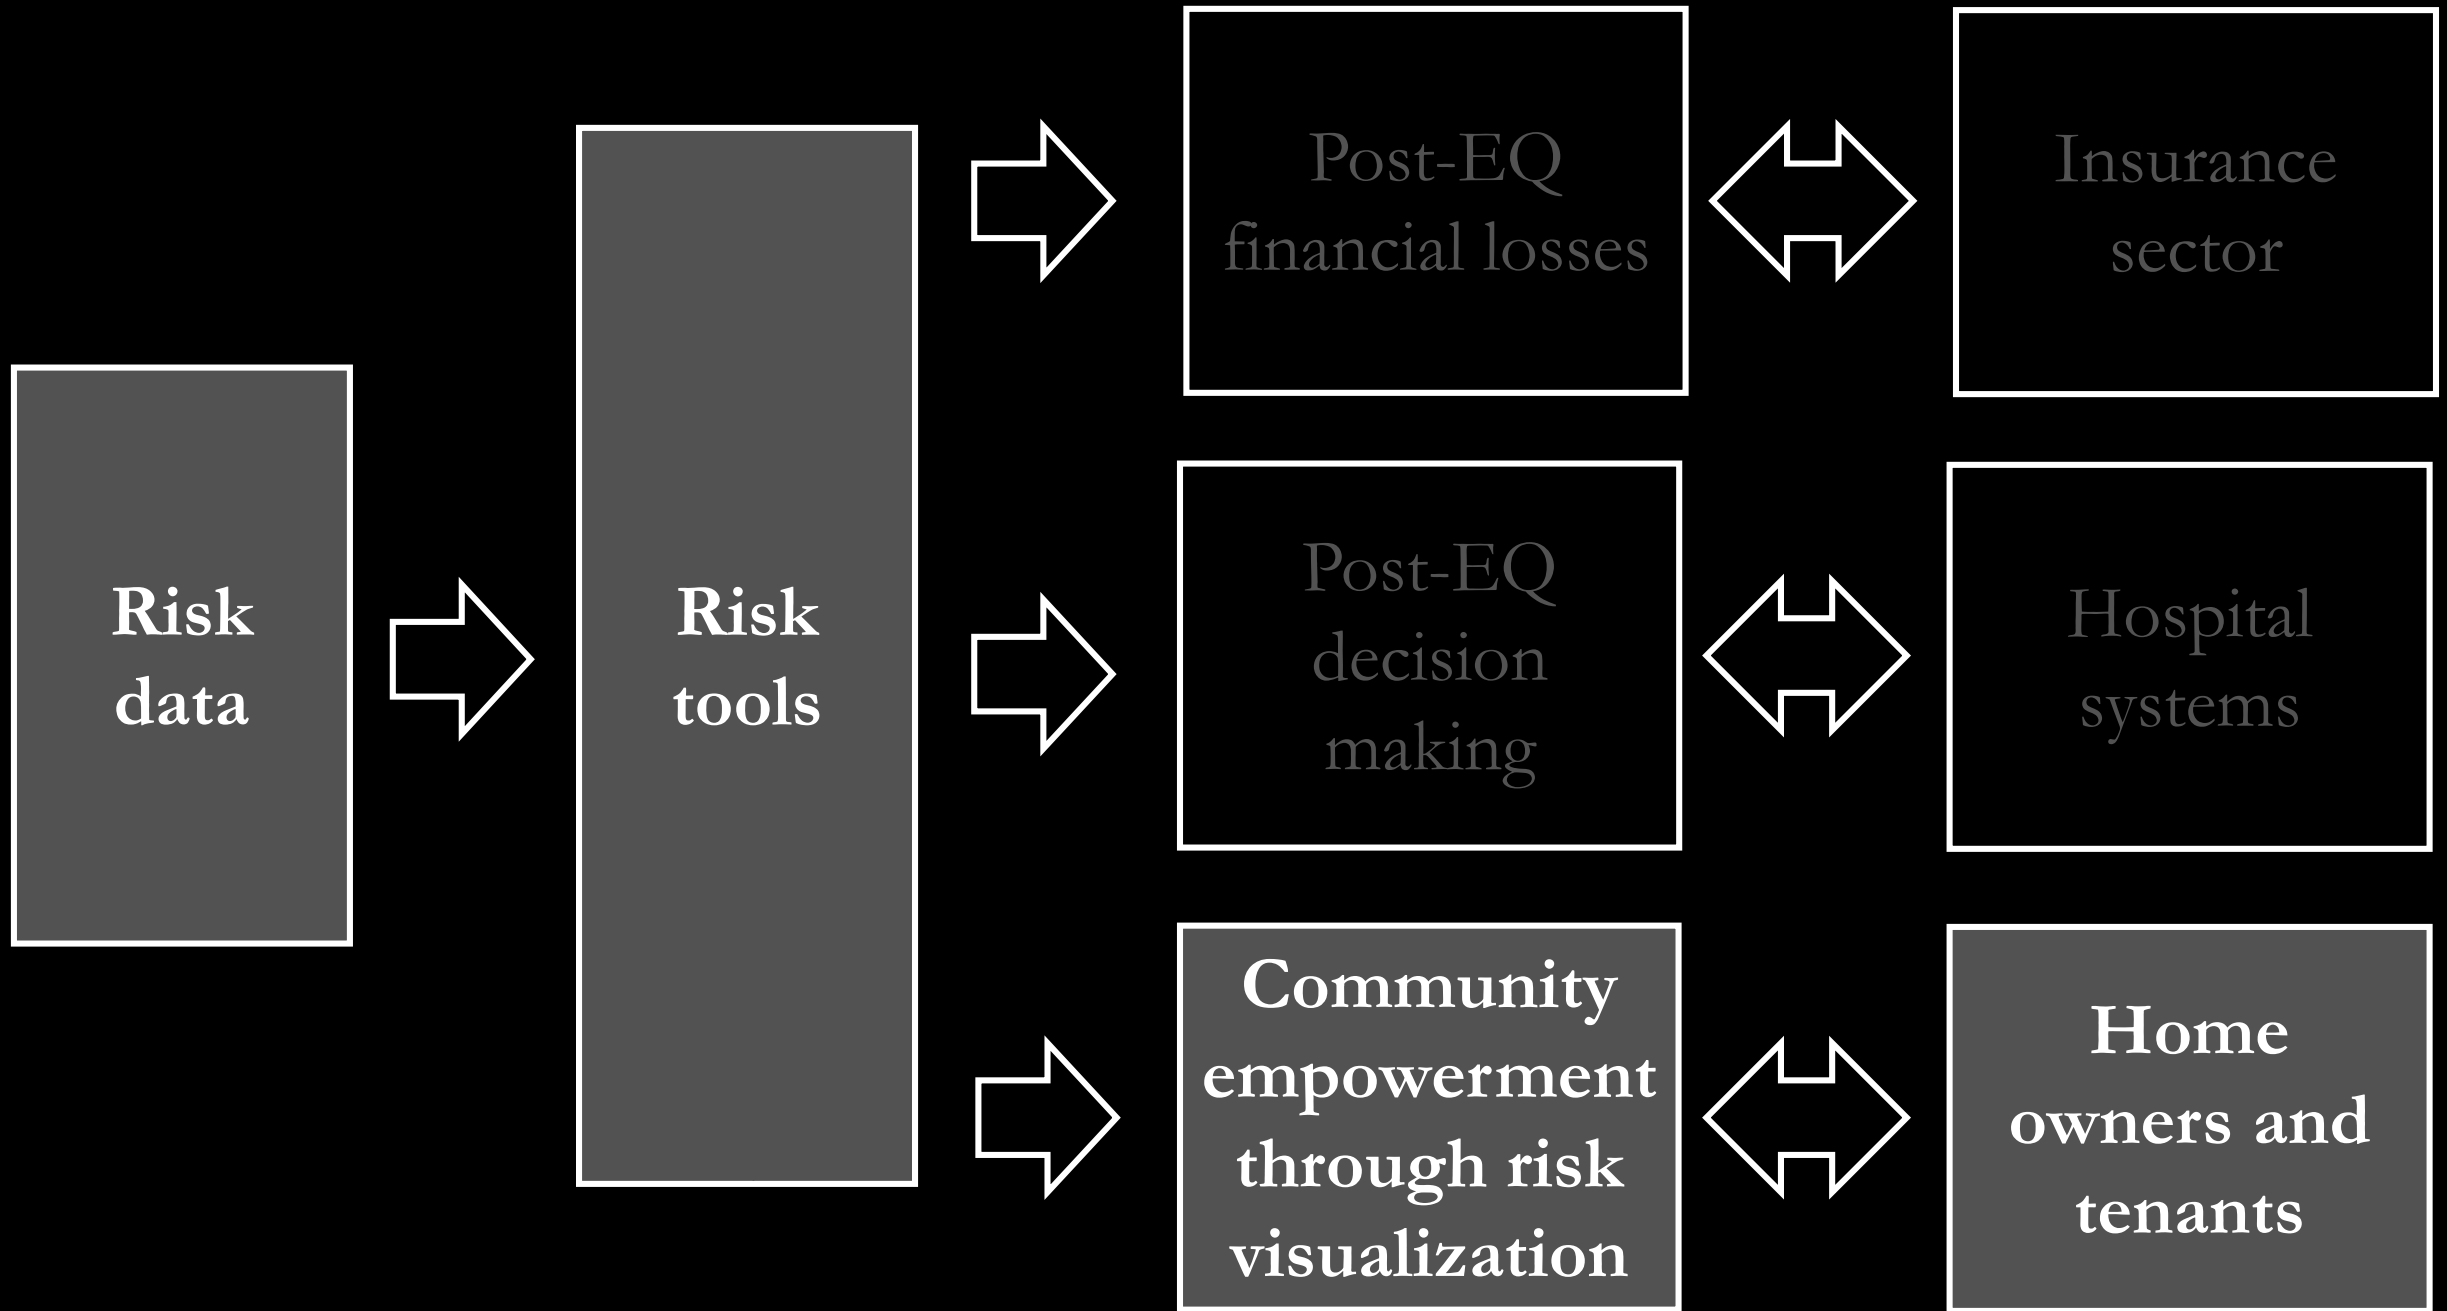 Risk
data
Risk
tools
Post-EQ
financial losses
Insurance
sector
Post-EQ
decision
making
Hospital
systems
Community
empowerment
through risk
visualization
Home
owners and
tenants